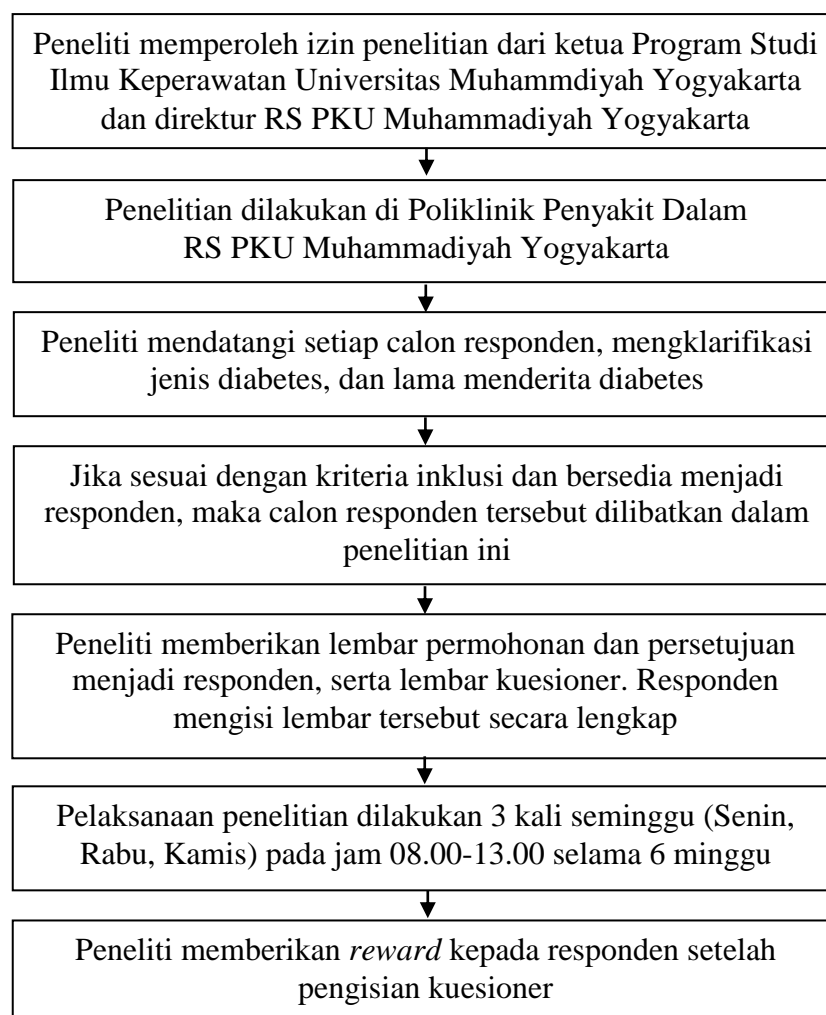 Peneliti memperoleh izin penelitian dari ketua Program Studi
Ilmu Keperawatan Universitas Muhammdiyah Yogyakarta
dan direktur RS PKU Muhammadiyah Yogyakarta
Penelitian dilakukan di Poliklinik Penyakit Dalam
RS PKU Muhammadiyah Yogyakarta
Peneliti mendatangi setiap calon responden, mengklarifikasi
jenis diabetes, dan lama menderita diabetes
Jika sesuai dengan kriteria inklusi dan bersedia menjadi
responden, maka calon responden tersebut dilibatkan dalam
penelitian ini
Peneliti memberikan lembar permohonan dan persetujuan
menjadi responden, serta lembar kuesioner. Responden
mengisi lembar tersebut secara lengkap
Pelaksanaan penelitian dilakukan 3 kali seminggu (Senin,
Rabu, Kamis) pada jam 08.00-13.00 selama 6 minggu
Peneliti memberikan reward kepada responden setelah
pengisian kuesioner